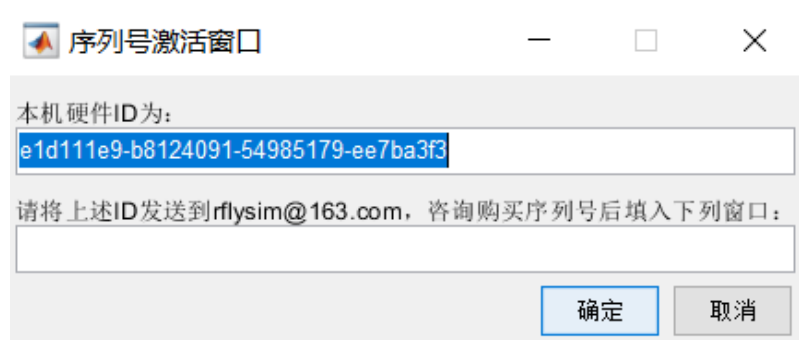 序列号激活窗口
本机硬件ID为：
e1d111e9-b8124091-54985179-ee7ba3f3
请将上述ID发送到rflysim@163.com，咨询购买序列号后填入下列窗口：
确定 取消